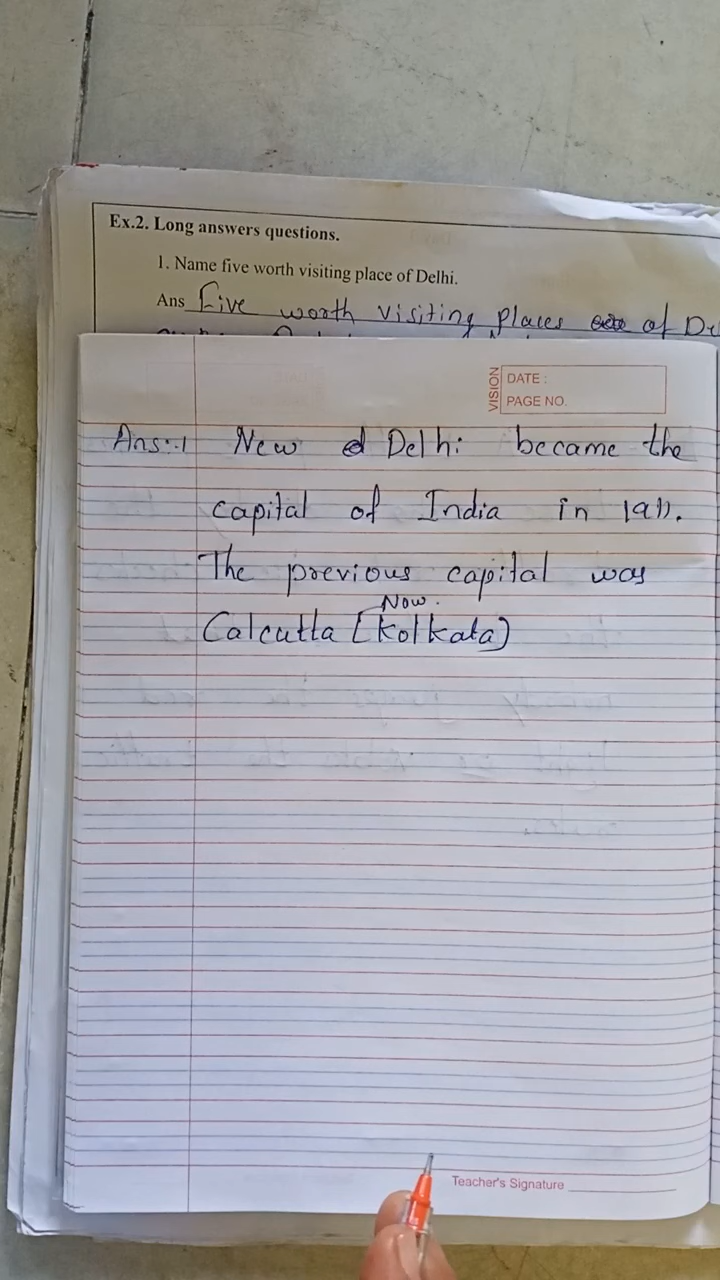 Ex.2. Long answers questions.
1. Name five worth visiting place of Delhi.
Ans Five worth visiting places of
VISION
DATE :
PAGE NO.
Ans:-1 New Delhi became the
capital of India in 1911.
The previous capital was
Now.
Calcutta (Kolkata)
Teacher's Signature